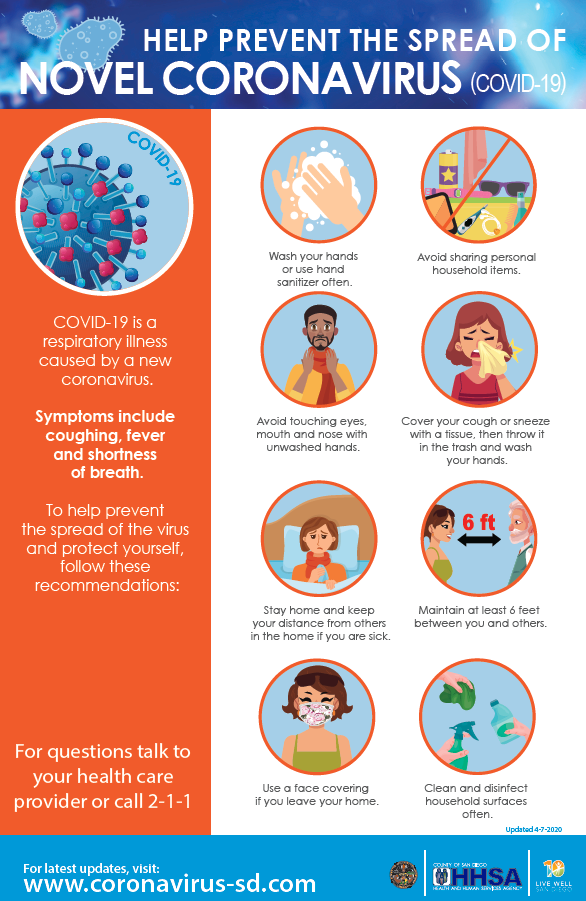 HELP PREVENT THE SPREAD OF
NOVEL CORONAVIRUS (COVID-19)
COVID-19
COVID-19 is a
respiratory illness
caused by a new
coronavirus.
Symptoms include
coughing, fever
and shortness
of breath.
To help prevent
the spread of the virus
and protect yourself,
follow these
recommendations:
For questions talk to
your health care
provider or call 2-1-1
Wash your hands
or use hand
sanitizer often.
Avoid sharing personal
household items.
Avoid touching eyes,
mouth and nose with
unwashed hands.
Cover your cough or sneeze
with a tissue, then throw it
in the trash and wash
your hands.
Stay home and keep
your distance from others
in the home if you are sick.
6 ft
Maintain at least 6 feet
between you and others.
Use a face covering
if you leave your home.
Clean and disinfect
household surfaces
often.
Updated 4-7-2020
For latest updates, visit:
www.coronavirus-sd.com
COUNTY OF SAN DIEGO
HHSA
HEALTH AND HUMAN SERVICES AGENCY
10
LIVE WELL
SAN DIEGO